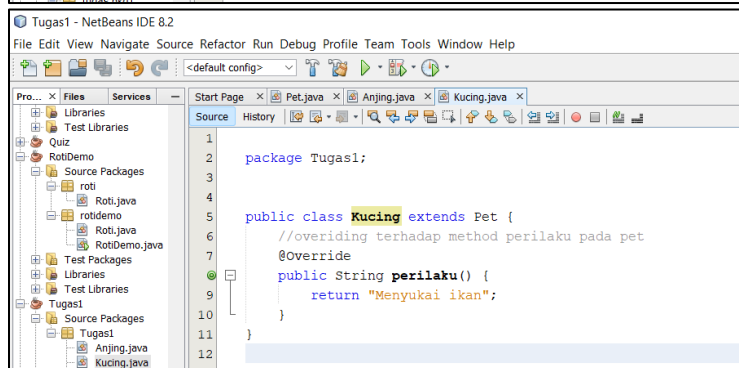 Tugas1 - NetBeans IDE 8.2
File Edit View Navigate Source Refactor Run Debug Profile Team Tools Window Help
<default config>
Pro... Files Services
Start Page Pet.java Anjing.java Kucing.java
Source History
Libraries
Test Libraries
Quiz
RotiDemo
Source Packages
roti
Roti.java
rotidemo
Roti.java
RotiDemo.java
Test Packages
Libraries
Test Libraries
Tugas1
Source Packages
Tugas1
Anjing.java
Kucing.java
1
2 package Tugas1;
3
4
5 public class Kucing extends Pet {
6 //overiding terhadap method perilaku pada pet
7 @Override
public String perilaku() {
9 return "Menyukai ikan";
10 }
11 }
12